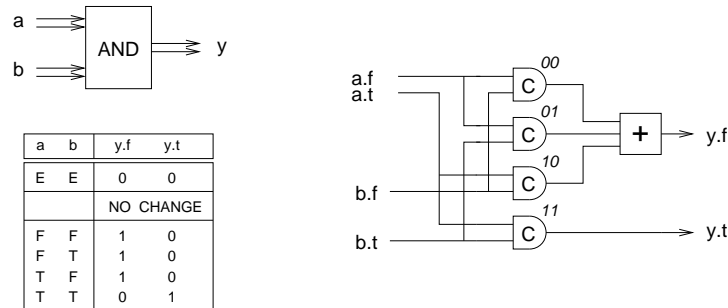 a
b
AND
y
a b y.f y.t
E E 0 0
NO CHANGE
F F 1 0
F T 1 0
T F 1 0
T T 0 1
a.f
a.t
b.f
b.t
C 00
C 01
C 10
C 11
+
y.f
y.t